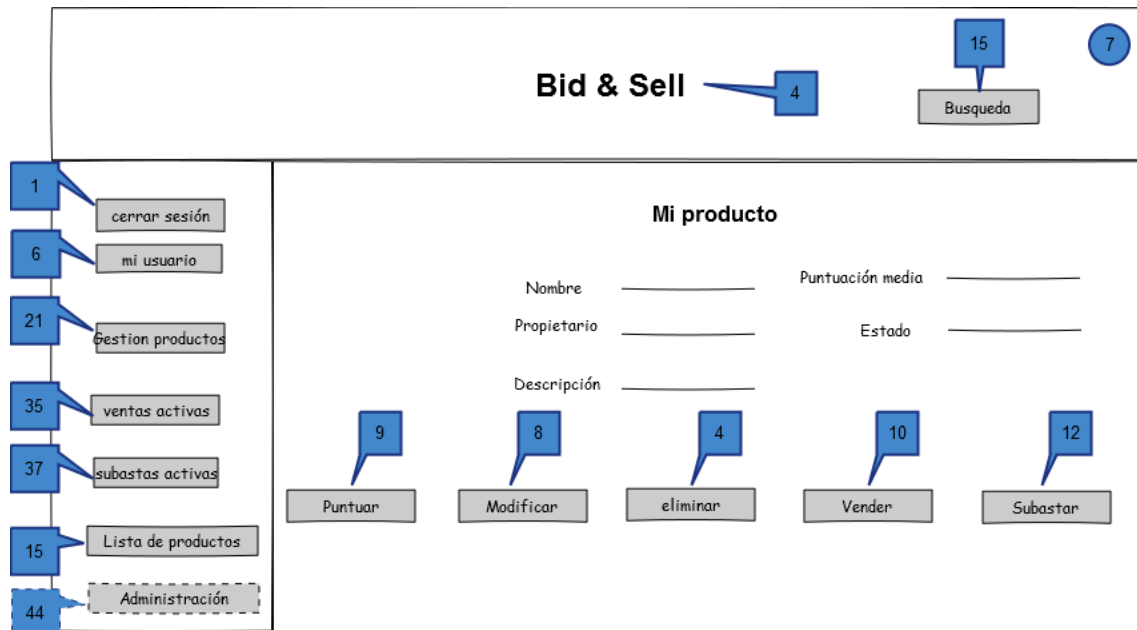 15
7
Bid & Sell
4
Busqueda
1
cerrar sesión
6
mi usuario
21
Gestion productos
35
ventas activas
37
subastas activas
15
Lista de productos
44
Administración
Mi producto
Nombre
Puntuación media
Propietario
Estado
Descripción
9
8
4
10
12
Puntuar
Modificar
eliminar
Vender
Subastar